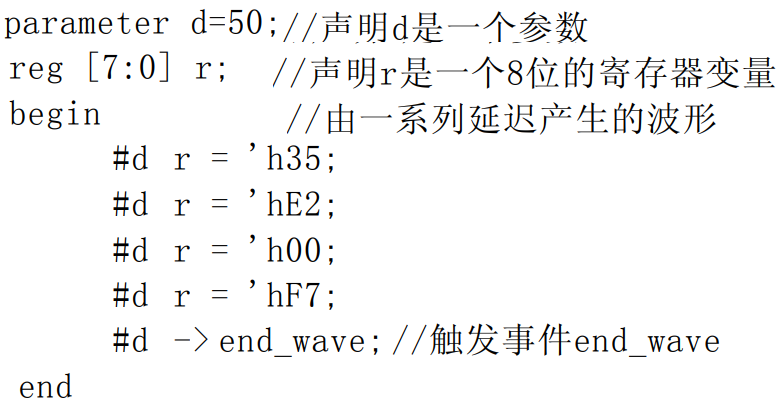 parameter d=50;//声明d是一个参数
reg [7:0] r;  //声明r是一个8位的寄存器变量
begin          //由一系列延迟产生的波形
#d r = 'h35;
#d r = 'hE2;
#d r = 'h00;
#d r = 'hF7;
#d -> end_wave;//触发事件end_wave
end